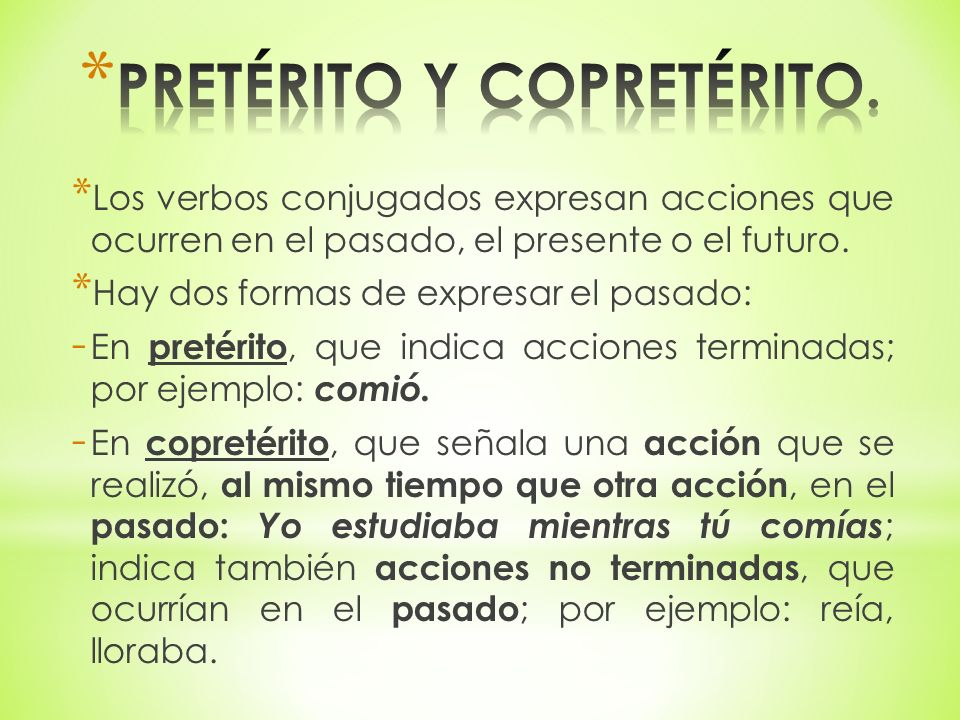 * PRETÉRITO Y COPRETÉRITO.
* Los verbos conjugados expresan acciones que
ocurren en el pasado, el presente o el futuro.
* Hay dos formas de expresar el pasado:
- En pretérito, que indica acciones terminadas;
por ejemplo: comió.
- En copretérito, que señala una acción que se
realizó, al mismo tiempo que otra acción, en el
pasado: Yo estudiaba mientras tú comías;
indica también acciones no terminadas, que
ocurrían en el pasado; por ejemplo: reía,
lloraba.